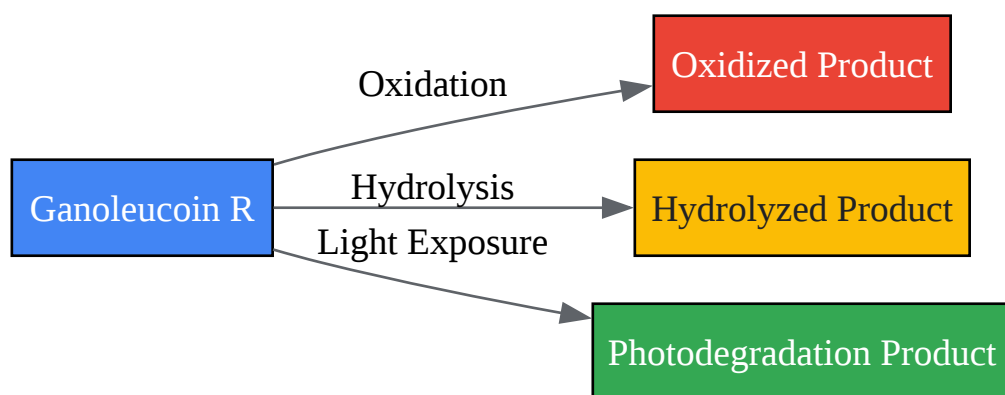 Oxidized Product
Oxidation
Ganoleucoin R
Hydrolysis
Hydrolyzed Product
Light Exposure
Photodegradation Product